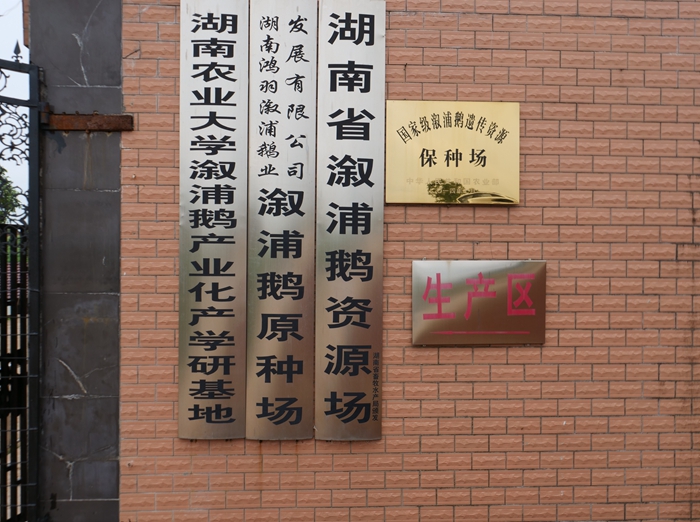 湖南省溆浦鹅资源场
湖南鸿羽溆浦鹅业
发展有限公司
溆浦鹅原种场
湖南农业大学溆浦鹅产业化产学研基地
国家级溆浦鹅遗传资源
保种场
生产区